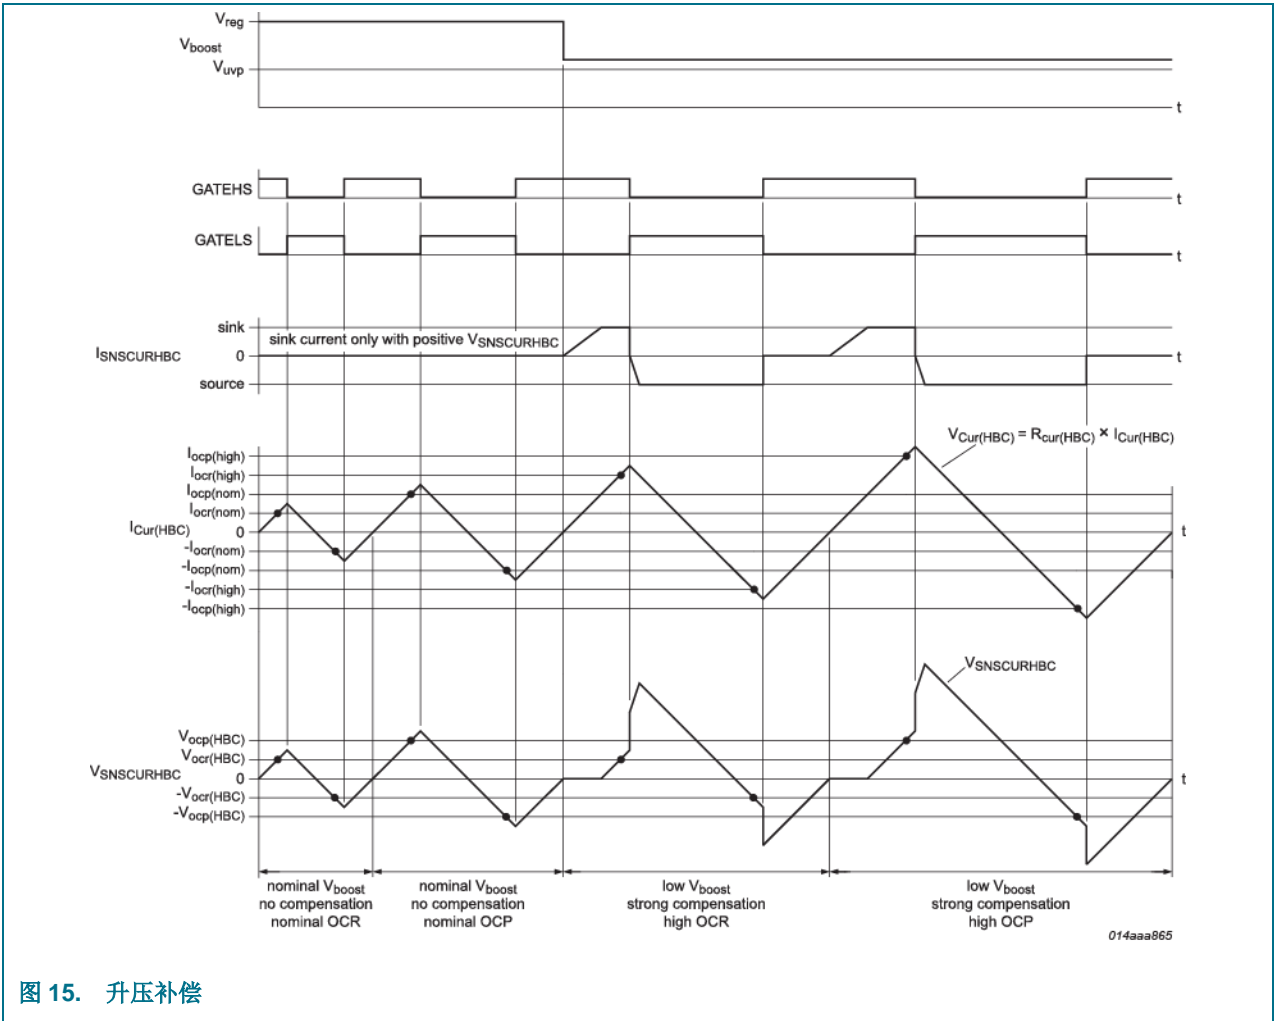 Vreg
Vboost
Vuvp
t
GATEHS
t
GATELS
t
sink
sink current only with positive VSNSCURHBC
ISNSCURHBC
0
t
source
VCur(HBC) = Rcur(HBC) × ICur(HBC)
Iocp(high)
Iocr(high)
Iocp(nom)
Iocr(nom)
ICur(HBC)
0
t
-Iocr(nom)
-Iocp(nom)
-Iocr(high)
-Iocp(high)
VSNSCURHBC
Vocp(HBC)
Vocr(HBC)
VSNSCURHBC
0
t
-Vocr(HBC)
-Vocp(HBC)
nominal Vboost
no compensation
nominal OCR
nominal Vboost
no compensation
nominal OCP
low Vboost
strong compensation
high OCR
low Vboost
strong compensation
high OCP
014aaa865
图 15. 升压补偿